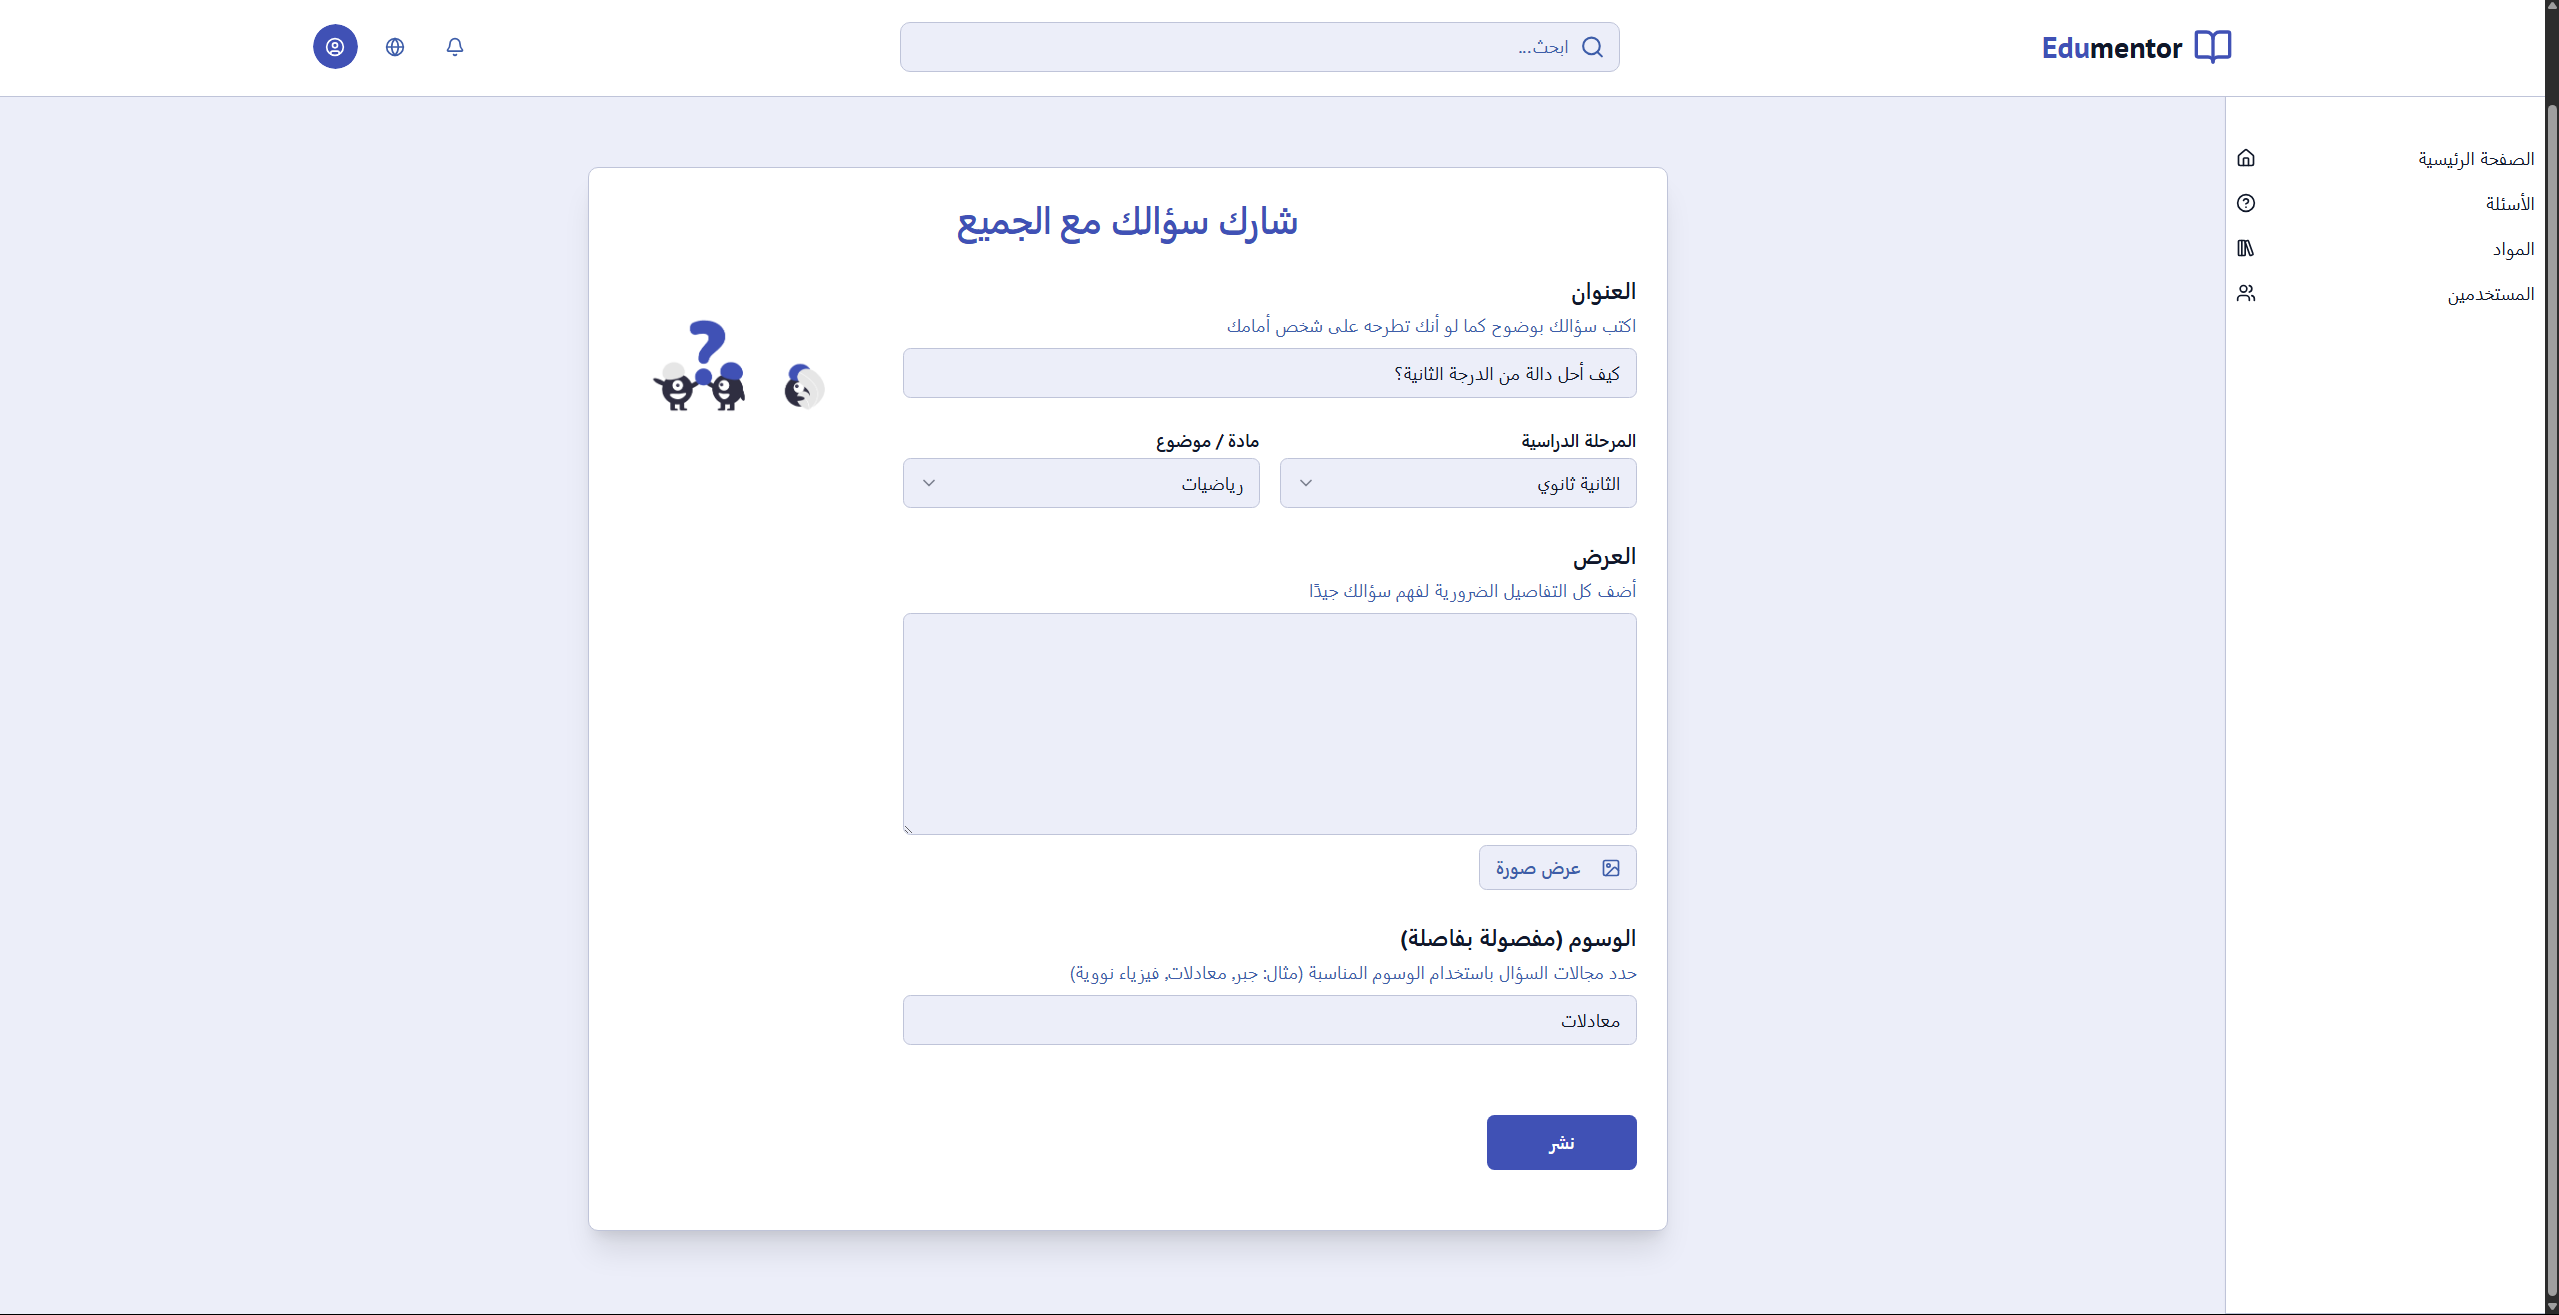 Edumentor
ابحث...
الصفحة الرئيسية
الأسئلة
المواد
المستخدمين
شارك سؤالك مع الجميع
العنوان
اكتب سؤالك بوضوح كما لو أنك تطرحه على شخص أمامك
كيف أحل دالة من الدرجة الثانية؟
المرحلة الدراسية
مادة / موضوع
الثانية ثانوي
رياضيات
العرض
أضف كل التفاصيل الضرورية لفهم سؤالك جيدًا
عرض صورة
الوسوم (مفصولة بفاصلة)
حدد مجالات السؤال باستخدام الوسوم المناسبة (مثال: جبر, معادلات, فيزياء نووية)
معادلات
نشر